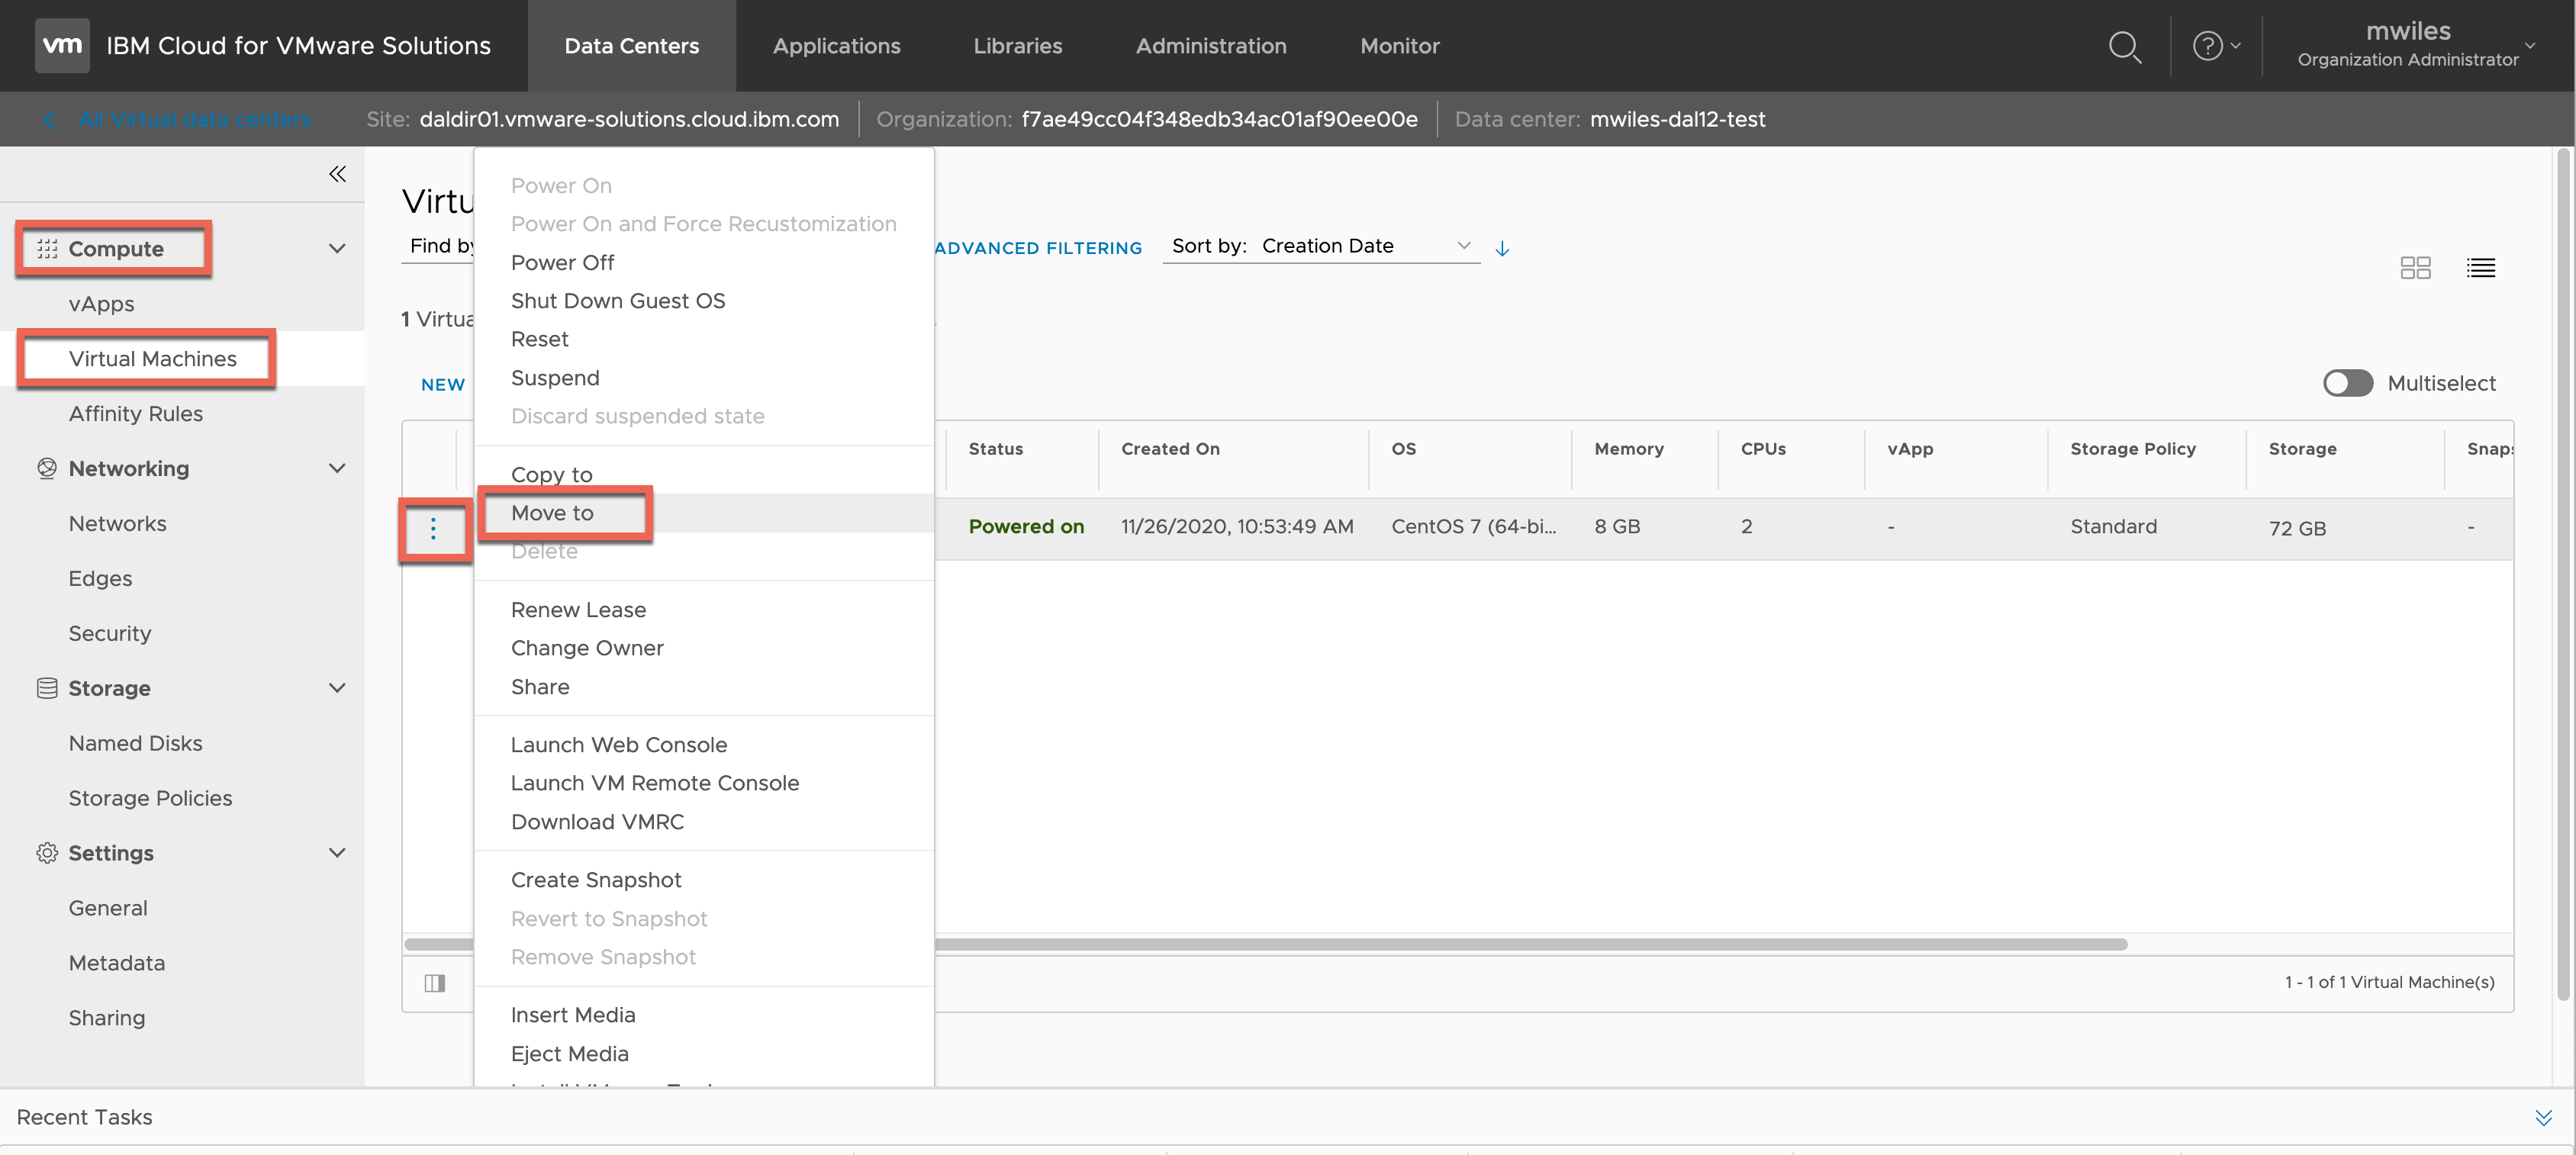 vm IBM Cloud for VMware Solutions Data Centers Applications Libraries Administration Monitor
mwiles
Organization Administrator
All Virtual data centers Site: daldir01.vmware-solutions.cloud.ibm.com Organization: f7ae49cc04f348edb34ac01af90ee00e Data center: mwiles-dal12-test
Compute
vApps
Virtual Machines
Affinity Rules
Networking
Networks
Edges
Security
Storage
Named Disks
Storage Policies
Settings
General
Metadata
Sharing
Power On
Power On and Force Recustomization
Power Off
Shut Down Guest OS
Reset
Suspend
Discard suspended state
Copy to
Move to
Delete
Renew Lease
Change Owner
Share
Launch Web Console
Launch VM Remote Console
Download VMRC
Create Snapshot
Revert to Snapshot
Remove Snapshot
Insert Media
Eject Media
Virtu
Find by
ADVANCED FILTERING Sort by: Creation Date
1 Virtua
NEW
Multiselect
Status Created On OS Memory CPUs vApp Storage Policy Storage Snaps
Powered on 11/26/2020, 10:53:49 AM CentOS 7 (64-bi... 8 GB 2 - Standard 72 GB -
1 - 1 of 1 Virtual Machine(s)
Recent Tasks